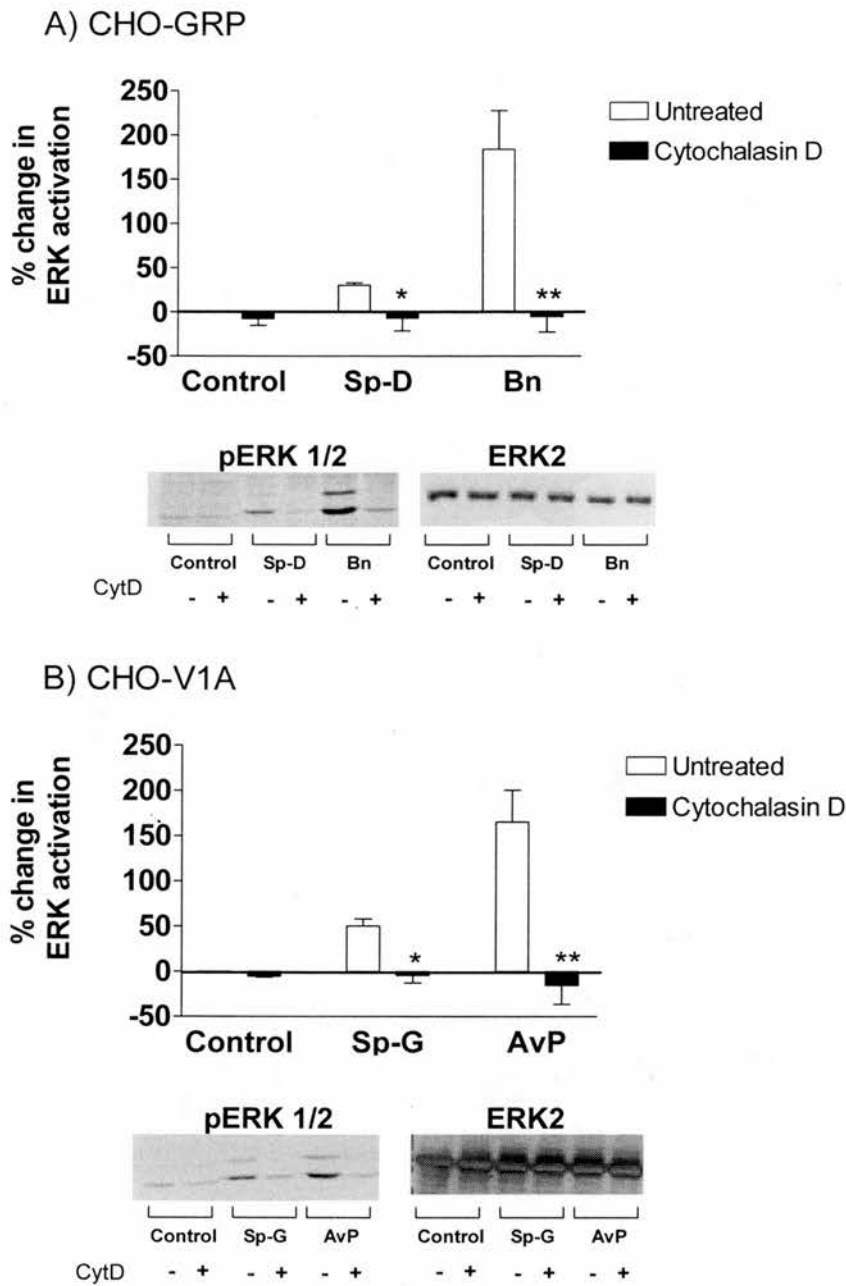 A) CHO-GRP
% change in
ERK activation
250
200
150
100
50
0
-50
Untreated
Cytochalasin D
*
**
Control Sp-D Bn
pERK 1/2 ERK2
Control Sp-D Bn Control Sp-D Bn
CytD - + - + - + - + - + - +
B) CHO-V1A
% change in
ERK activation
250
200
150
100
50
0
-50
Untreated
Cytochalasin D
*
**
Control Sp-G AvP
pERK 1/2 ERK2
Control Sp-G AvP Control Sp-G AvP
CytD - + - + - + - + - + - +